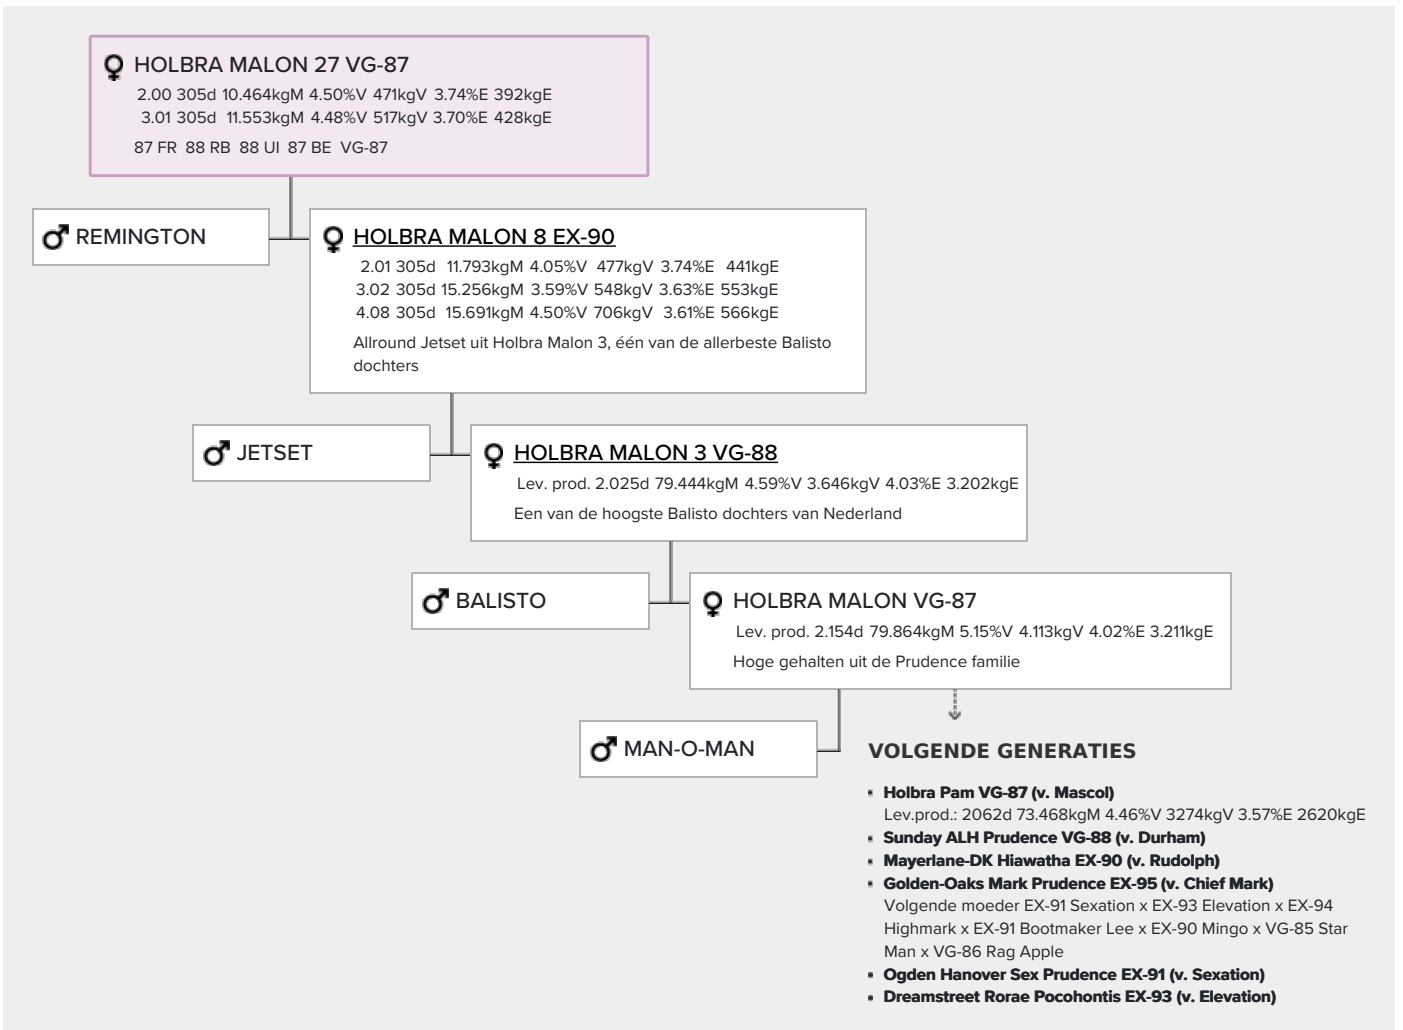 HOLBRA MALON 27 VG-87
2.00 305d 10.464kgM 4.50%V 471kgV 3.74%E 392kgE
3.01 305d 11.553kgM 4.48%V 517kgV 3.70%E 428kgE
87 FR 88 RB 88 UI 87 BE VG-87
REMINGTON
HOLBRA MALON 8 EX-90
2.01 305d 11.793kgM 4.05%V 477kgV 3.74%E 441kgE
3.02 305d 15.256kgM 3.59%V 548kgV 3.63%E 553kgE
4.08 305d 15.691kgM 4.50%V 706kgV 3.61%E 566kgE
Allround Jetset uit Holbra Malon 3, één van de allerbeste Balisto
dochters
JETSET
HOLBRA MALON 3 VG-88
Lev. prod. 2.025d 79.444kgM 4.59%V 3.646kgV 4.03%E 3.202kgE
Een van de hoogste Balisto dochters van Nederland
BALISTO
HOLBRA MALON VG-87
Lev. prod. 2.154d 79.864kgM 5.15%V 4.113kgV 4.02%E 3.211kgE
Hoge gehalten uit de Prudence familie
MAN-O-MAN
VOLGENDE GENERATIES
Holbra Pam VG-87 (v. Mascol)
Lev.prod.: 2062d 73.468kgM 4.46%V 3274kgV 3.57%E 2620kgE
Sunday ALH Prudence VG-88 (v. Durham)
Mayerlane-DK Hiawatha EX-90 (v. Rudolph)
Golden-Oaks Mark Prudence EX-95 (v. Chief Mark)
Volgende moeder EX-91 Sexation x EX-93 Elevation x EX-94
Highmark x EX-91 Bootmaker Lee x EX-90 Mingo x VG-85 Star
Man x VG-86 Rag Apple
Ogden Hanover Sex Prudence EX-91 (v. Sexation)
Dreamstreet Rorae Pocohontis EX-93 (v. Elevation)